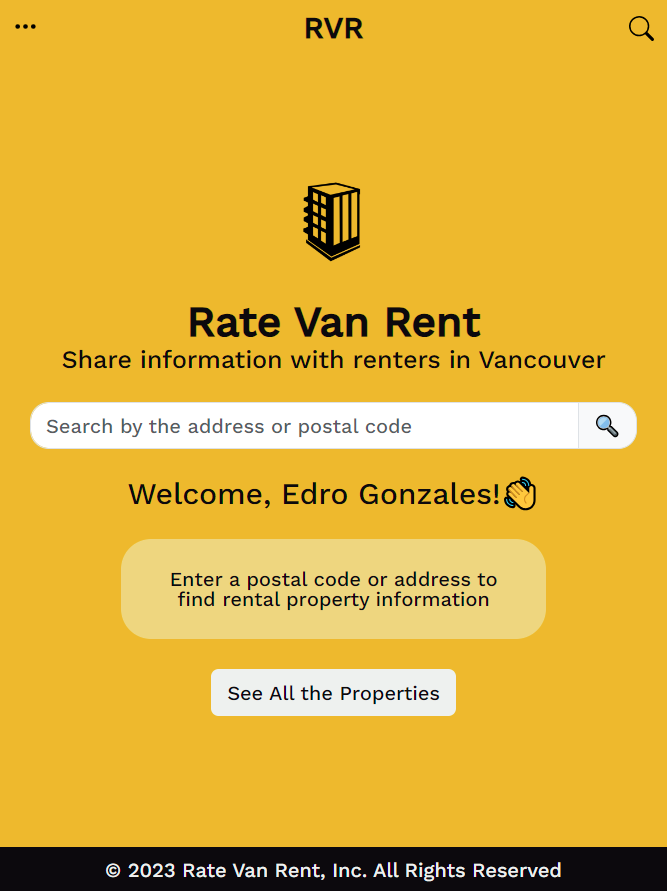 RVR
Rate Van Rent
Share information with renters in Vancouver
Search by the address or postal code
Welcome, Edro Gonzales!👋
Enter a postal code or address to
find rental property information
See All the Properties
© 2023 Rate Van Rent, Inc. All Rights Reserved